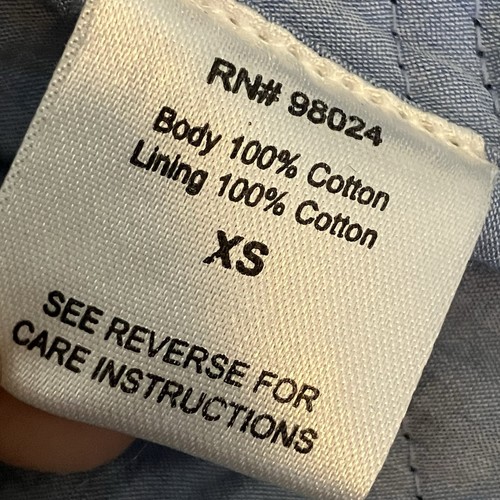 RN# 98024
Body 100% Cotton
Lining 100% Cotton
XS
SEE REVERSE FOR
CARE INSTRUCTIONS